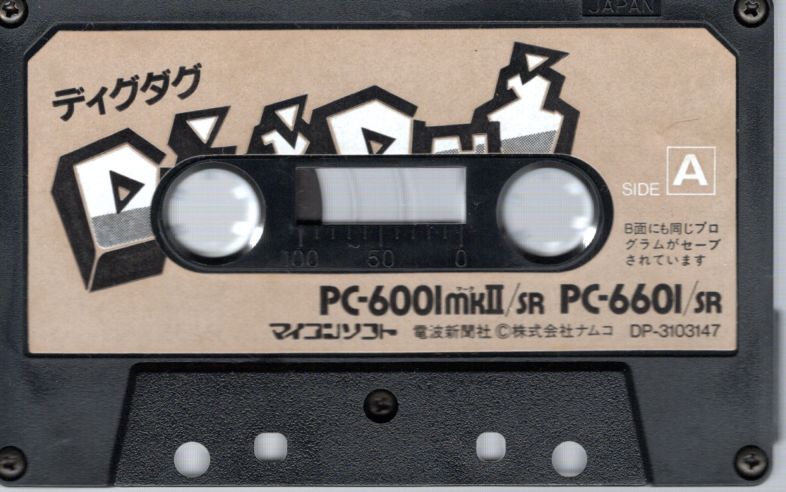 JAPAN
ディグダグ
SIDE A
B面にも同じプロ
グラムがセーブ
されています
100 50 0
PC-6001mkII/SR PC-6601/SR
マイコンソフト 電波新聞社 ©株式会社ナムコ DP-3103147